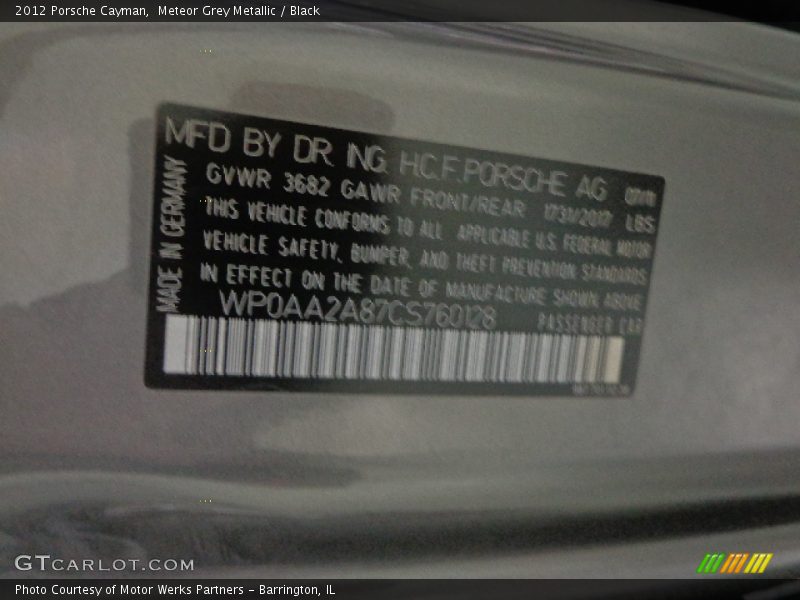 2012 Porsche Cayman,  Meteor Grey Metallic / Black
MFD BY DR. ING. H.C.F. PORSCHE AG 07/11
GVWR 3682 GAWR FRONT/REAR 1731/2017 LBS
THIS VEHICLE CONFORMS TO ALL APPLICABLE U.S. FEDERAL MOTOR
VEHICLE SAFETY, BUMPER, AND THEFT PREVENTION STANDARDS
IN EFFECT ON THE DATE OF MANUFACTURE SHOWN ABOVE
WP0AA2A87CS760128 PASSENGER CAR
MADE IN GERMANY
GTCARLOT.COM
Photo Courtesy of Motor Werks Partners - Barrington, IL